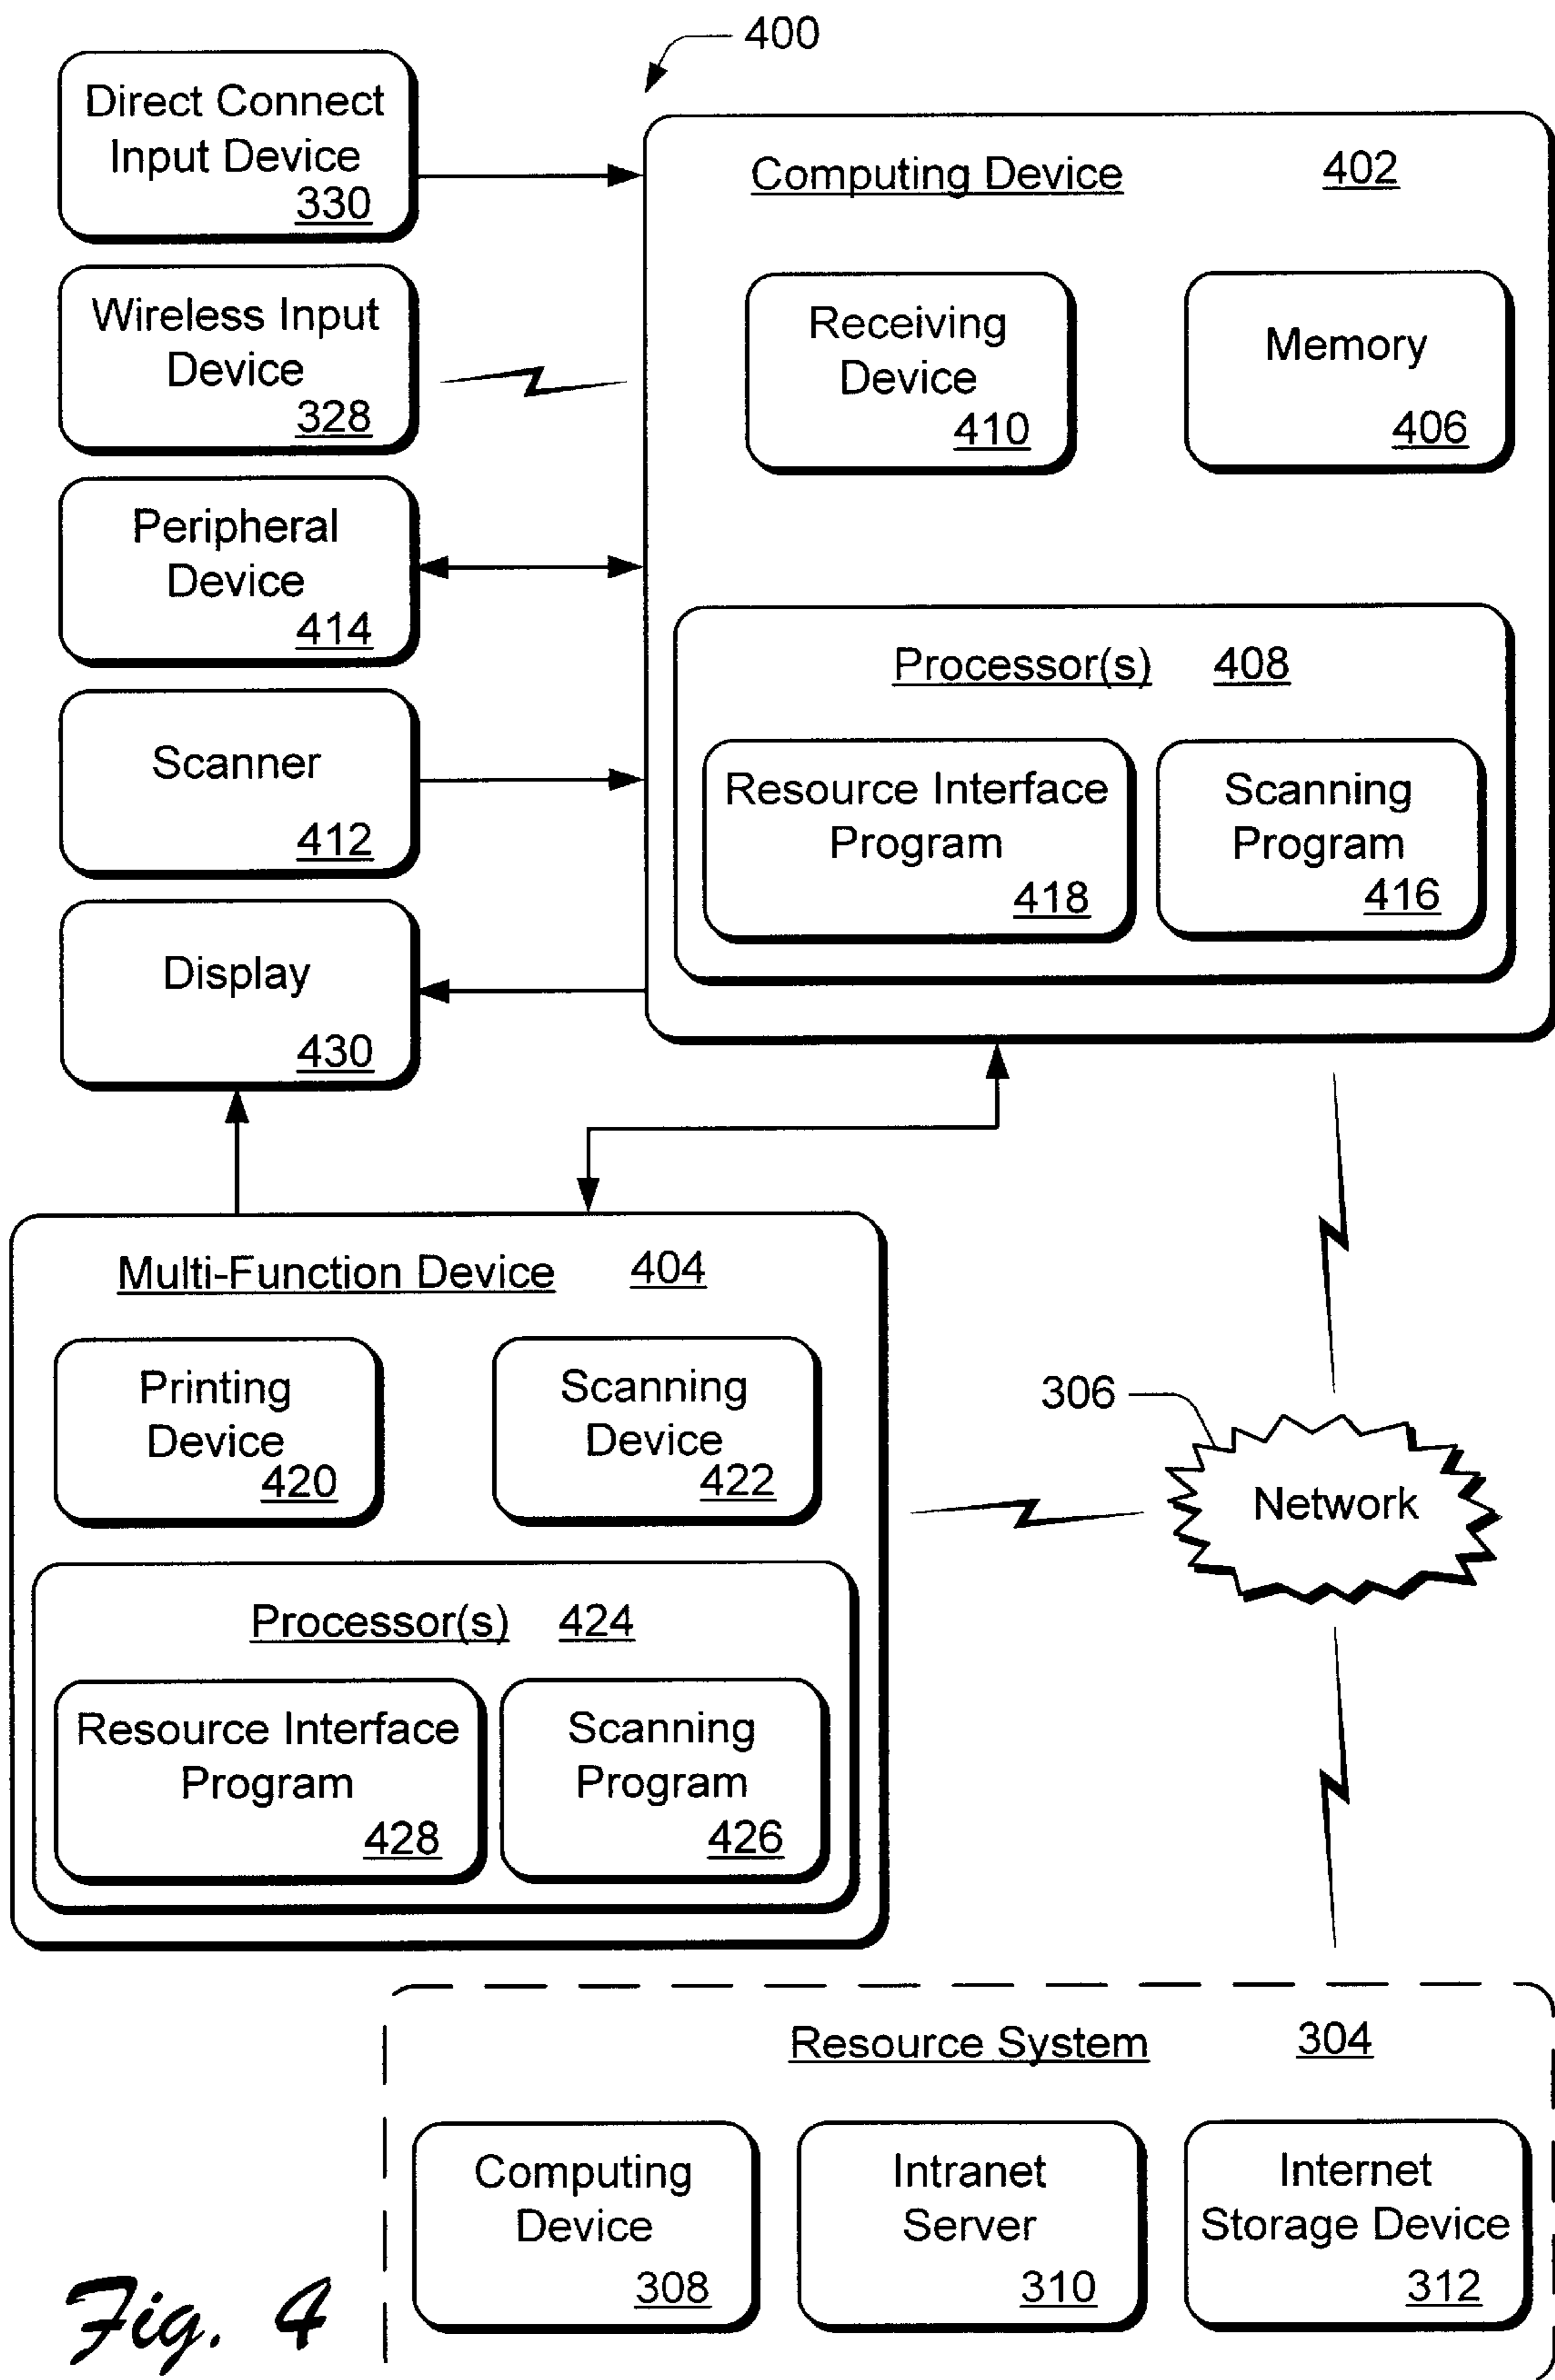 400
Direct Connect
Input Device
330
Wireless Input
Device
328
Peripheral
Device
414
Scanner
412
Display
430
Computing Device 402
Receiving
Device
410
Memory
406
Processor(s) 408
Resource Interface
Program
418
Scanning
Program
416
Multi-Function Device 404
Printing
Device
420
Scanning
Device
422
Processor(s) 424
Resource Interface
Program
428
Scanning
Program
426
306
Network
Resource System 304
Computing
Device
308
Intranet
Server
310
Internet
Storage Device
312
Fig. 4